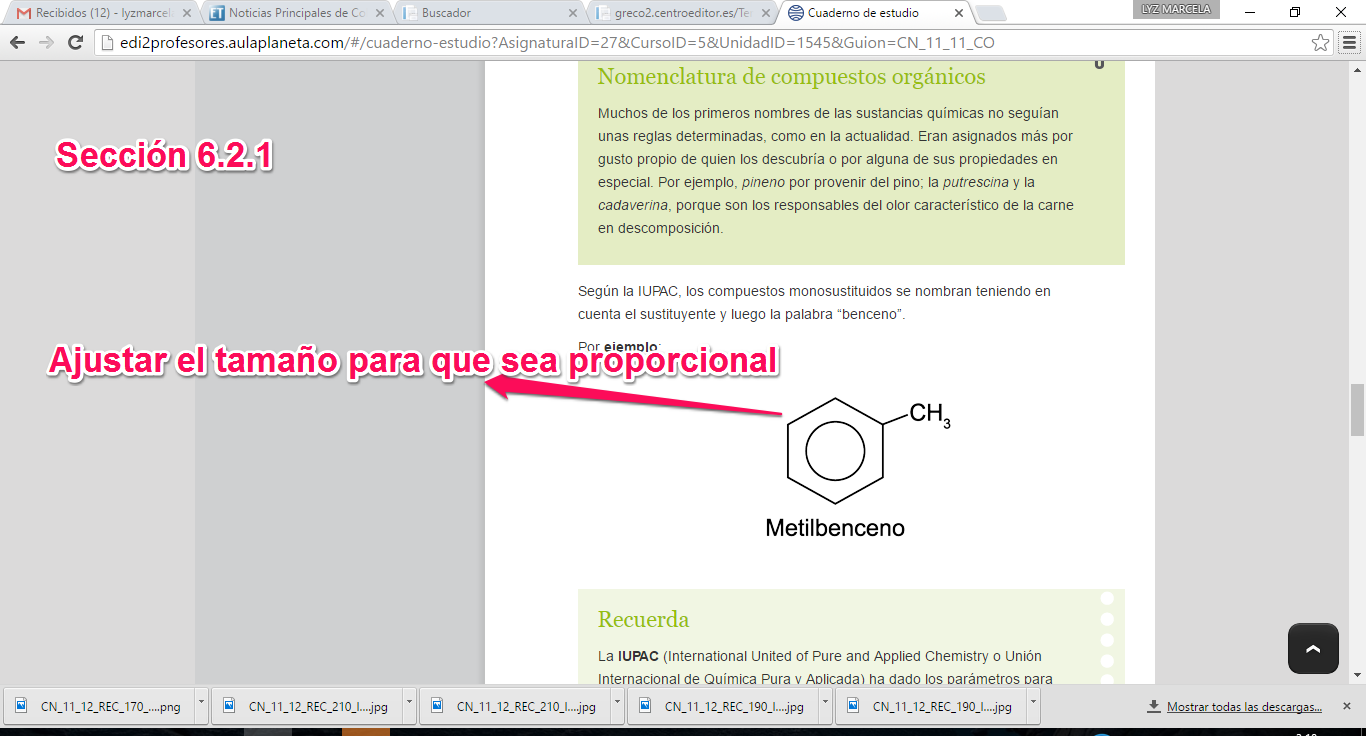 LYZ MARCELA
Recibidos (12) - lyzmarcel
Noticias Principales de Co
Buscador
greco2.centroeditor.es/Te
Cuaderno de estudio
edi2profesores.aulaplaneta.com/#/cuaderno-estudio?AsignaturaID=27&CursoID=5&UnidadID=1545&Guion=CN_11_11_CO
Nomenclatura de compuestos orgánicos
Muchos de los primeros nombres de las sustancias químicas no seguían
unas reglas determinadas, como en la actualidad. Eran asignados más por
gusto propio de quien los descubría o por alguna de sus propiedades en
especial. Por ejemplo, pineno por provenir del pino; la putrescina y la
cadaverina, porque son los responsables del olor característico de la carne
en descomposición.
Sección 6.2.1
Según la IUPAC, los compuestos monosustituidos se nombran teniendo en
cuenta el sustituyente y luego la palabra “benceno”.
Por ejemplo:
Ajustar el tamaño para que sea proporcional
CH3
Metilbenceno
Recuerda
La IUPAC (International United of Pure and Applied Chemistry o Unión
Internacional de Química Pura y Aplicada) ha dado los parámetros para
CN_11_12_REC_170_....png
CN_11_12_REC_210_I....jpg
CN_11_12_REC_210_I....jpg
CN_11_12_REC_190_I....jpg
CN_11_12_REC_190_I....jpg
Mostrar todas las descargas...